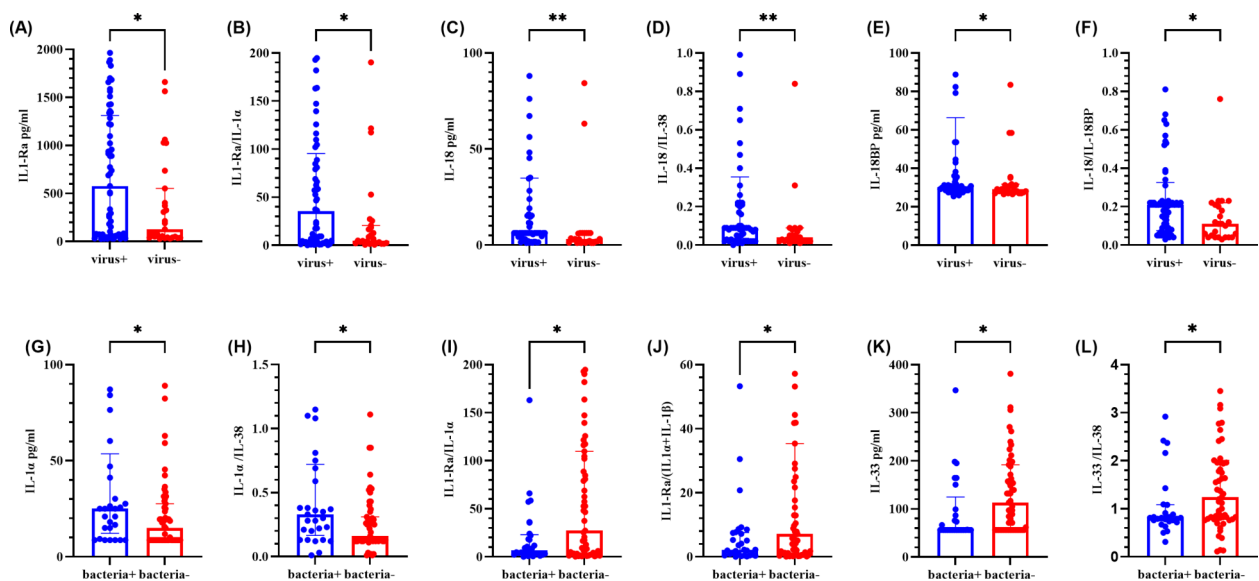 (A)
*
IL1-Ra pg/ml
2000
1500
1000
500
0
virus+ virus-
(B)
*
IL1-Ra/IL-1α
200
150
100
50
0
virus+ virus-
(C)
**
IL-18 pg/ml
100
50
0
virus+ virus-
(D)
**
IL-18 /IL-38
1.0
0.8
0.6
0.4
0.2
0.0
virus+ virus-
(E)
*
IL-18BP pg/ml
100
80
60
40
20
0
virus+ virus-
(F)
*
IL-18/IL-18BP
1.0
0.8
0.6
0.4
0.2
0.0
virus+ virus-
(G)
*
IL-1α pg/ml
100
50
0
bacteria+ bacteria-
(H)
*
IL-1α /IL-38
1.5
1.0
0.5
0.0
bacteria+ bacteria-
(I)
*
IL1-Ra/IL-1α
200
150
100
50
0
bacteria+ bacteria-
(J)
*
IL1-Ra/(IL1α+IL-1β)
60
40
20
0
bacteria+ bacteria-
(K)
*
IL-33 pg/ml
400
300
200
100
0
bacteria+ bacteria-
(L)
*
IL-33 /IL-38
4
3
2
1
0
bacteria+ bacteria-